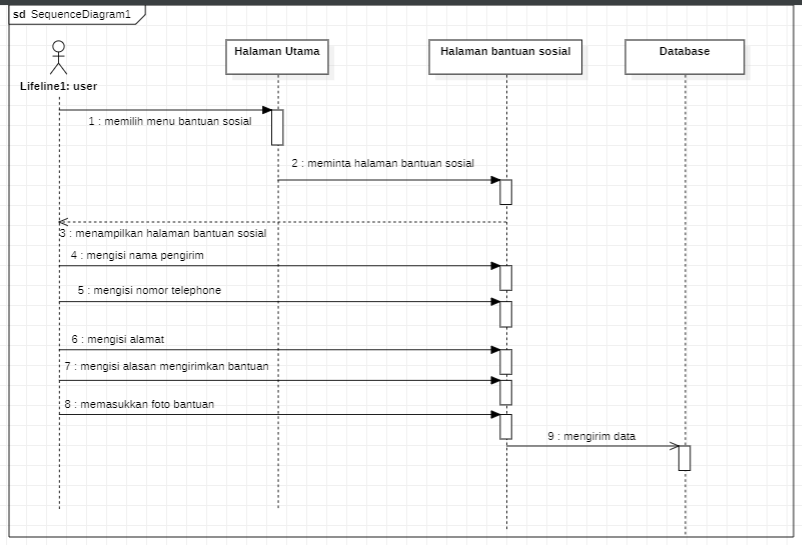 sd SequenceDiagram1
Halaman Utama
Halaman bantuan sosial
Database
Lifeline1: user
1 : memilih menu bantuan sosial
2 : meminta halaman bantuan sosial
3 : menampilkan halaman bantuan sosial
4 : mengisi nama pengirim
5 : mengisi nomor telephone
6 : mengisi alamat
7 : mengisi alasan mengirimkan bantuan
8 : memasukkan foto bantuan
9 : mengirim data